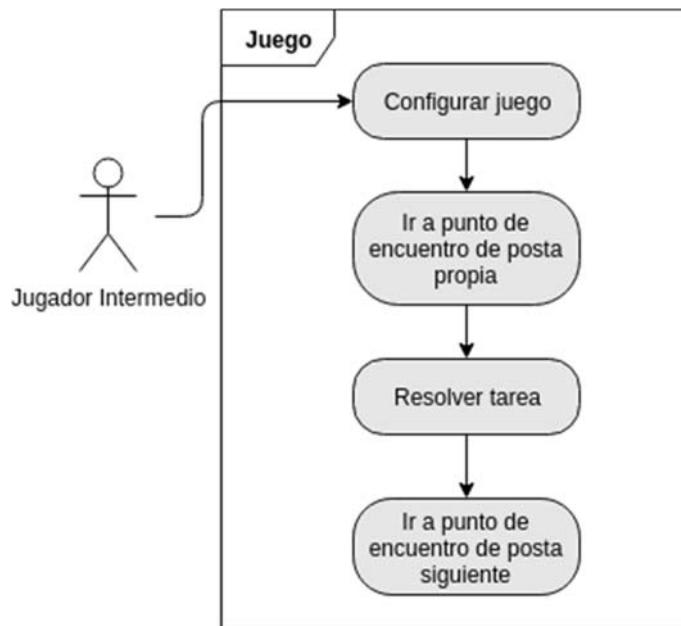 Juego
Configurar juego
Ir a punto de
encuentro de posta
propia
Jugador Intermedio
Resolver tarea
Ir a punto de
encuentro de posta
siguiente